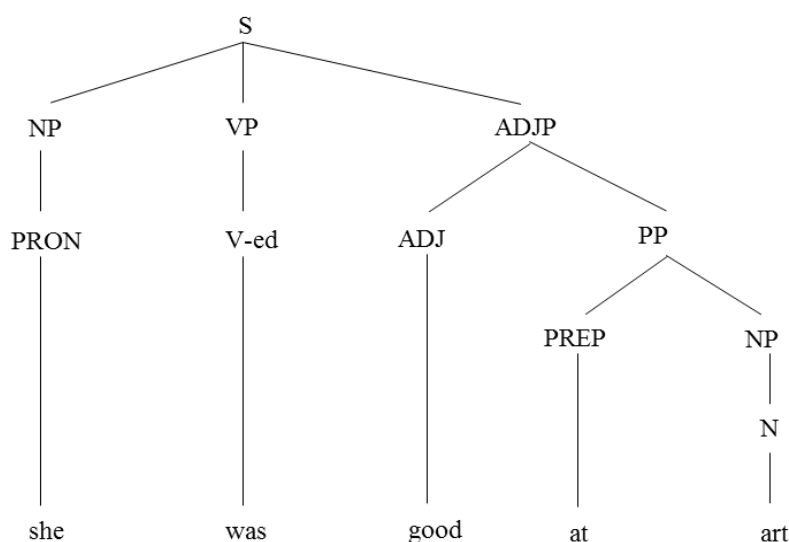 S
NP VP ADJP
PRON V-ed ADJ PP
PREP NP
N
she was good at art